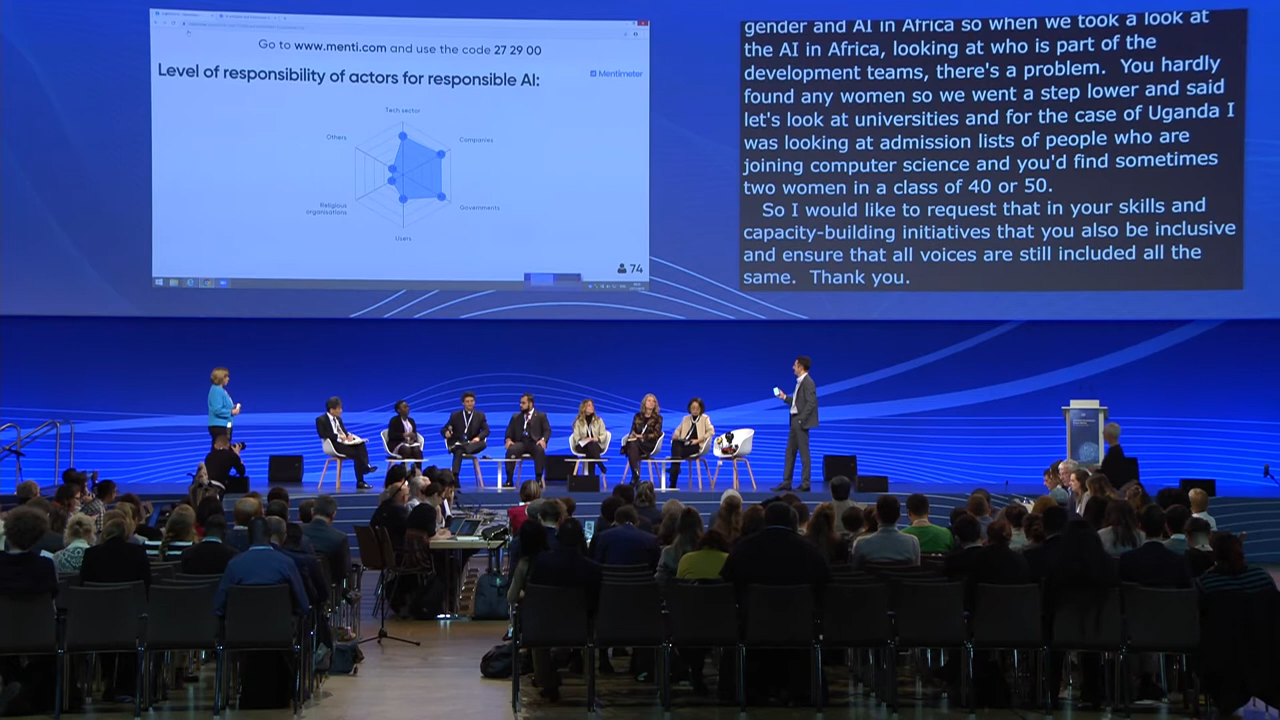 Go to www.menti.com and use the code 27 29 00
Level of responsibility of actors for responsible AI:
Mentimeter
Tech sector
Others
Companies
Religious
organisations
Governments
Users
74
gender and AI in Africa so when we took a look at
the AI in Africa, looking at who is part of the
development teams, there's a problem. You hardly
found any women so we went a step lower and said
let's look at universities and for the case of Uganda I
was looking at admission lists of people who are
joining computer science and you'd find sometimes
two women in a class of 40 or 50.
So I would like to request that in your skills and
capacity-building initiatives that you also be inclusive
and ensure that all voices are still included all the
same. Thank you.